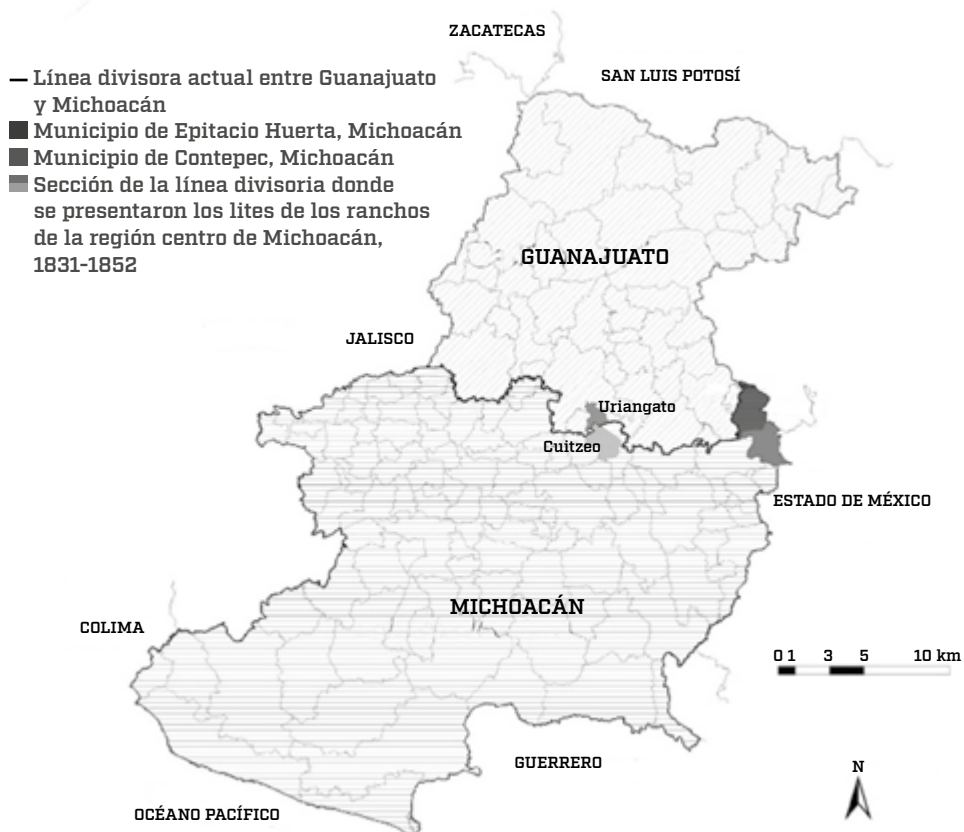 ZACATECAS
SAN LUIS POTOSÍ
Línea divisora actual entre Guanajuato
y Michoacán
Municipio de Epitacio Huerta, Michoacán
Municipio de Contepec, Michoacán
Sección de la línea divisoria donde
se presentaron los lites de los ranchos
de la región centro de Michoacán,
1831-1852
GUANAJUATO
JALISCO
Uriangato
Cuitzeo
ESTADO DE MÉXICO
MICHOACÁN
COLIMA
0 1 3 5 10 km
GUERRERO
N
OCÉANO PACÍFICO